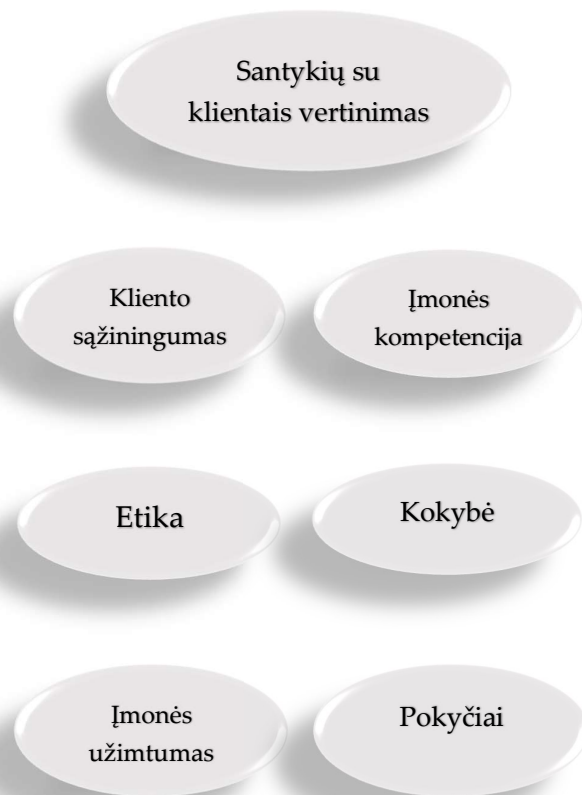 Santykių su
klientais vertinimas
Kliento
sąžiningumas
Įmonės
kompetencija
Etika
Kokybė
Įmonės
užimtumas
Pokyčiai